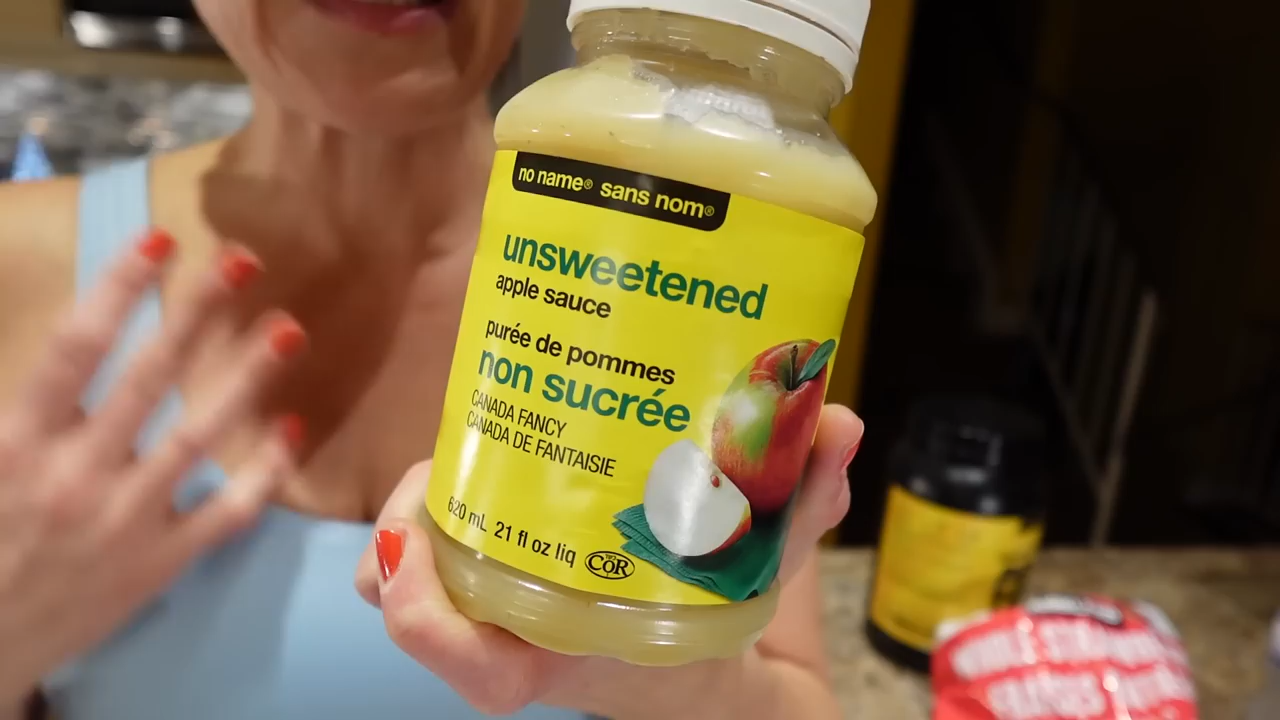 no name® sans nom®
unsweetened
apple sauce
purée de pommes
non sucrée
CANADA FANCY
CANADA DE FANTAISIE
620 mL 21 fl oz liq
COR
WHOLE